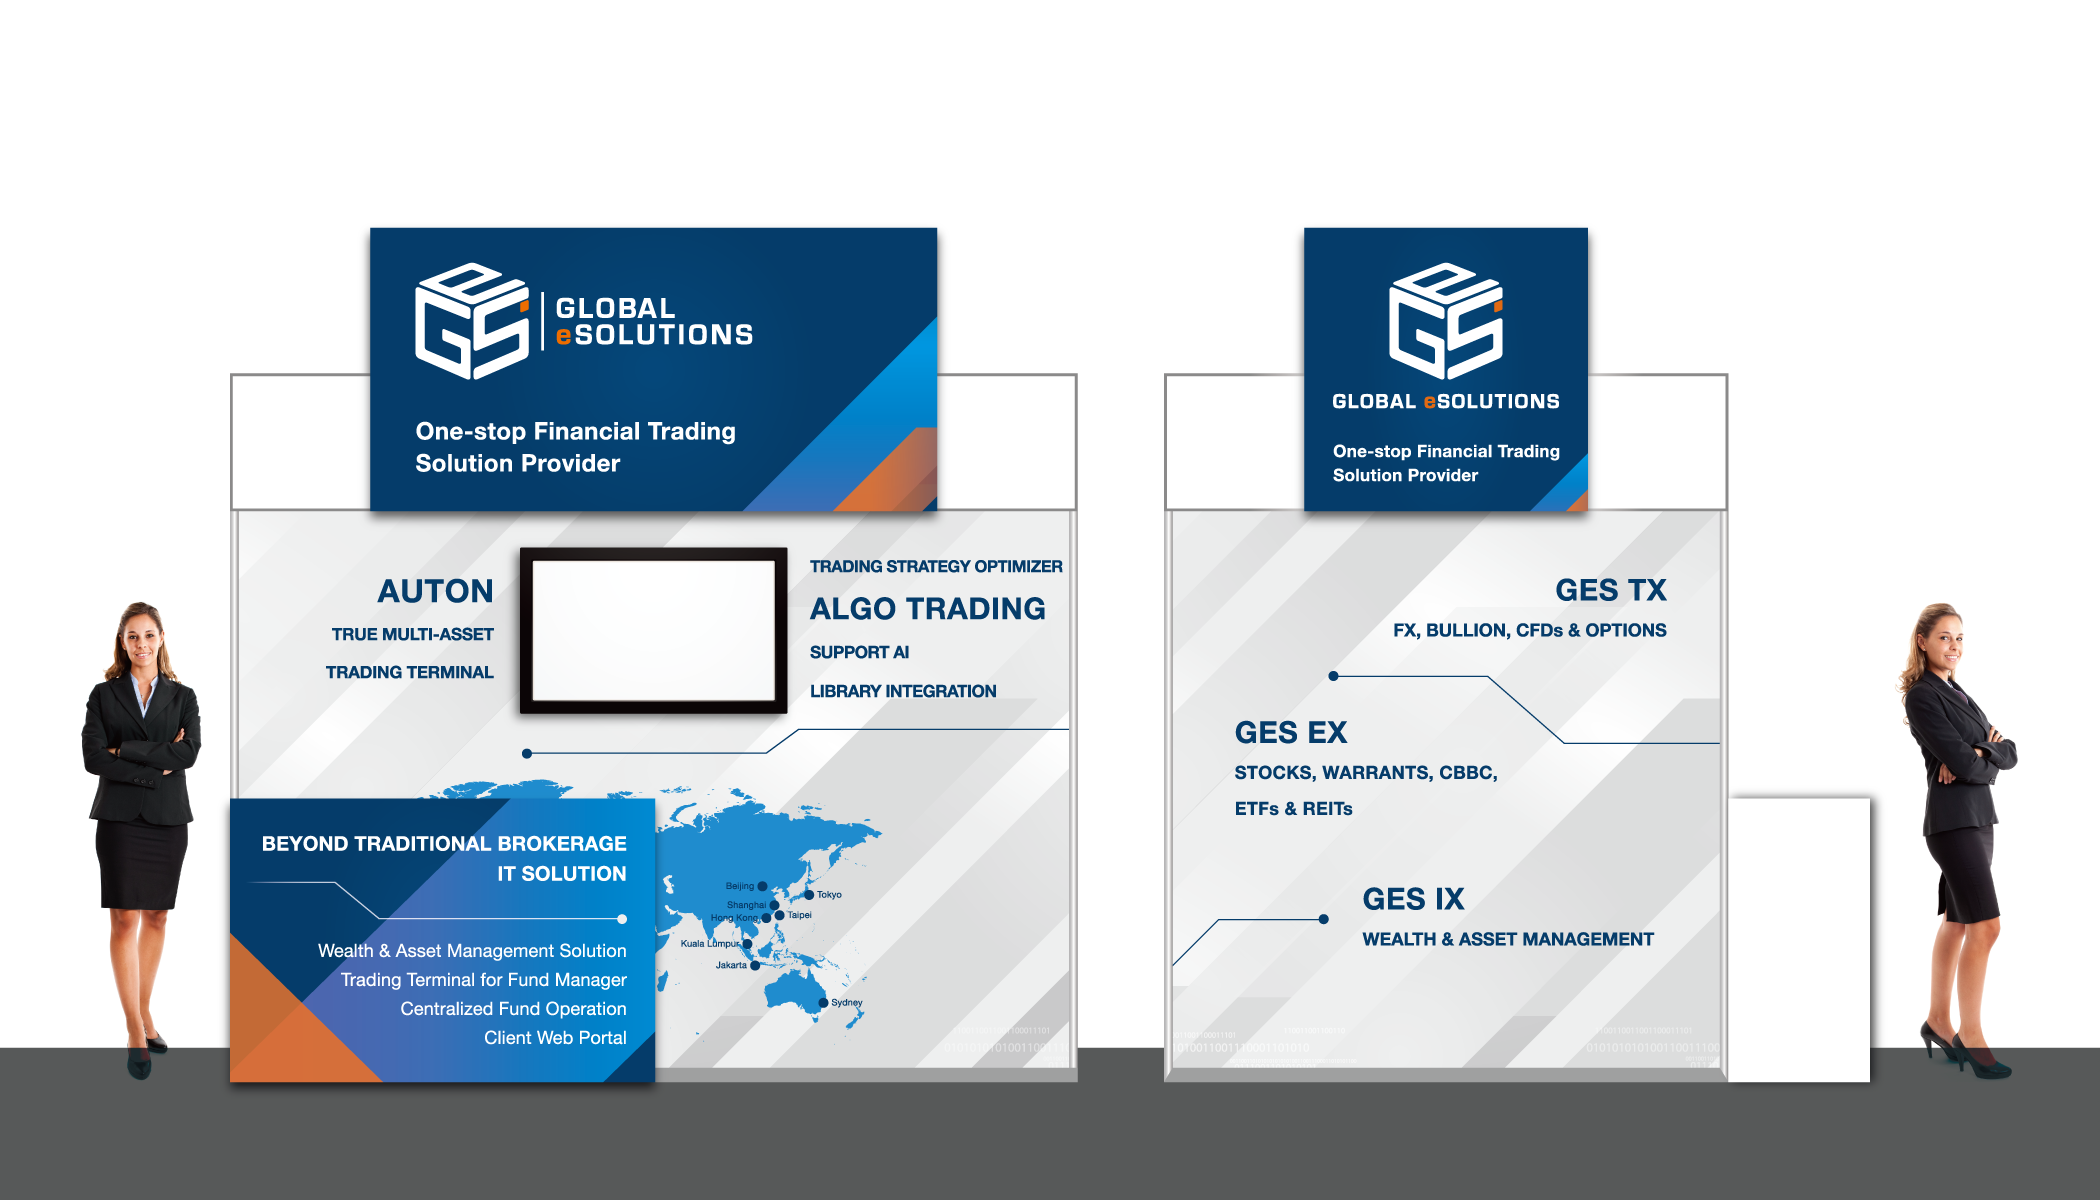 GES
GLOBAL
eSOLUTIONS
One-stop Financial Trading
Solution Provider
AUTON
TRUE MULTI-ASSET
TRADING TERMINAL
TRADING STRATEGY OPTIMIZER
ALGO TRADING
SUPPORT AI
LIBRARY INTEGRATION
BEYOND TRADITIONAL BROKERAGE
IT SOLUTION
Wealth & Asset Management Solution
Trading Terminal for Fund Manager
Centralized Fund Operation
Client Web Portal
Beijing
Tokyo
Shanghai
Taipei
Hong Kong
Kuala Lumpur
Jakarta
Sydney
GES
GLOBAL eSOLUTIONS
One-stop Financial Trading
Solution Provider
GES TX
FX, BULLION, CFDs & OPTIONS
GES EX
STOCKS, WARRANTS, CBBC,
ETFs & REITs
GES IX
WEALTH & ASSET MANAGEMENT